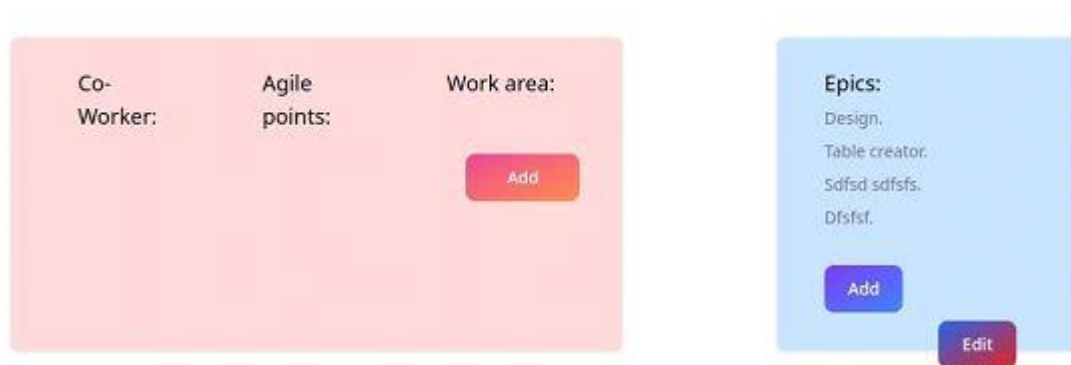 Co-
Worker:
Agile
points:
Work area:
Add
Epics:
Design.
Table creator.
Sdfsd sdfsfs.
Dfsfsf.
Add
Edit